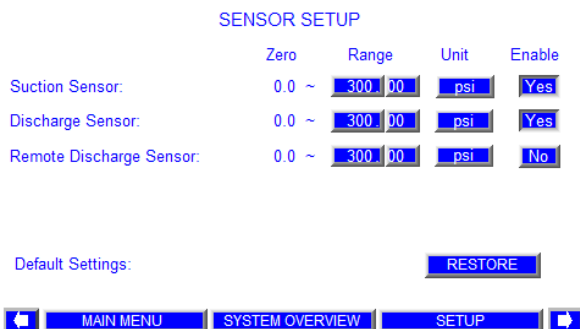 SENSOR SETUP
Zero Range Unit Enable
Suction Sensor: 0.0 ~ 300. 00 psi Yes
Discharge Sensor: 0.0 ~ 300. 00 psi Yes
Remote Discharge Sensor: 0.0 ~ 300. 00 psi No
Default Settings: RESTORE
MAIN MENU SYSTEM OVERVIEW SETUP